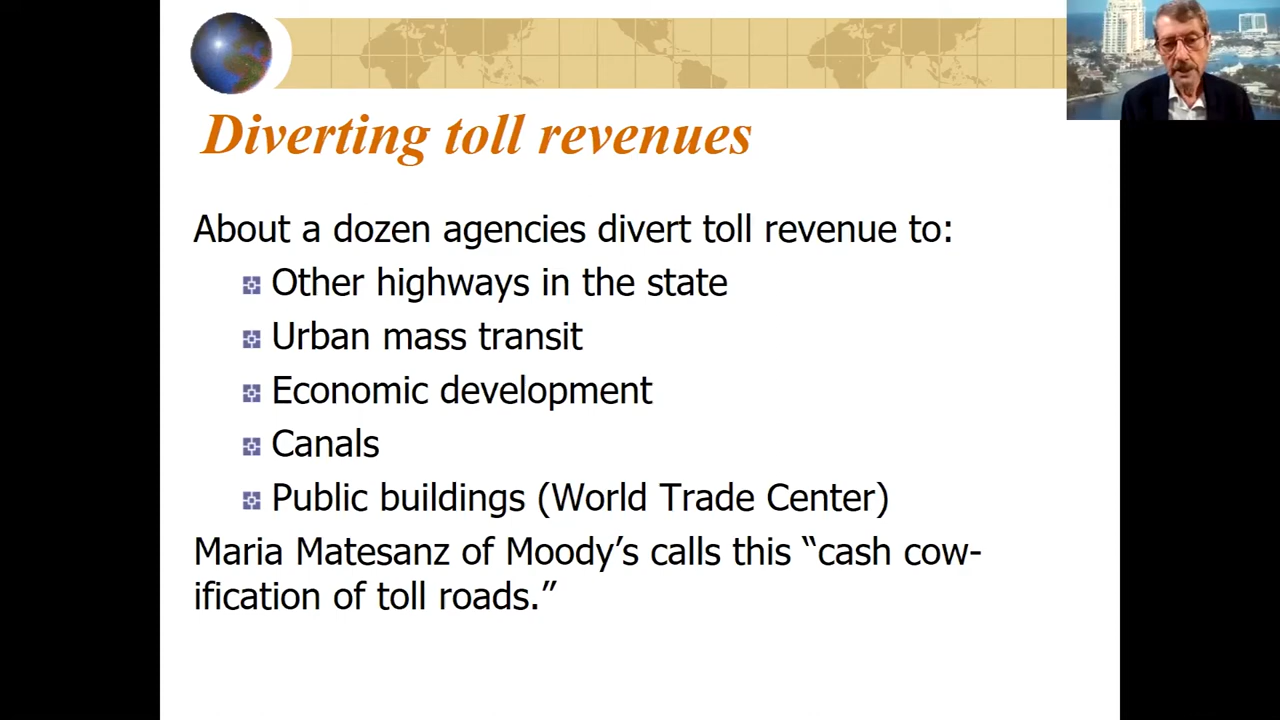 Diverting toll revenues
About a dozen agencies divert toll revenue to:
Other highways in the state
Urban mass transit
Economic development
Canals
Public buildings (World Trade Center)
Maria Matesanz of Moody’s calls this “cash cow-
ification of toll roads.”